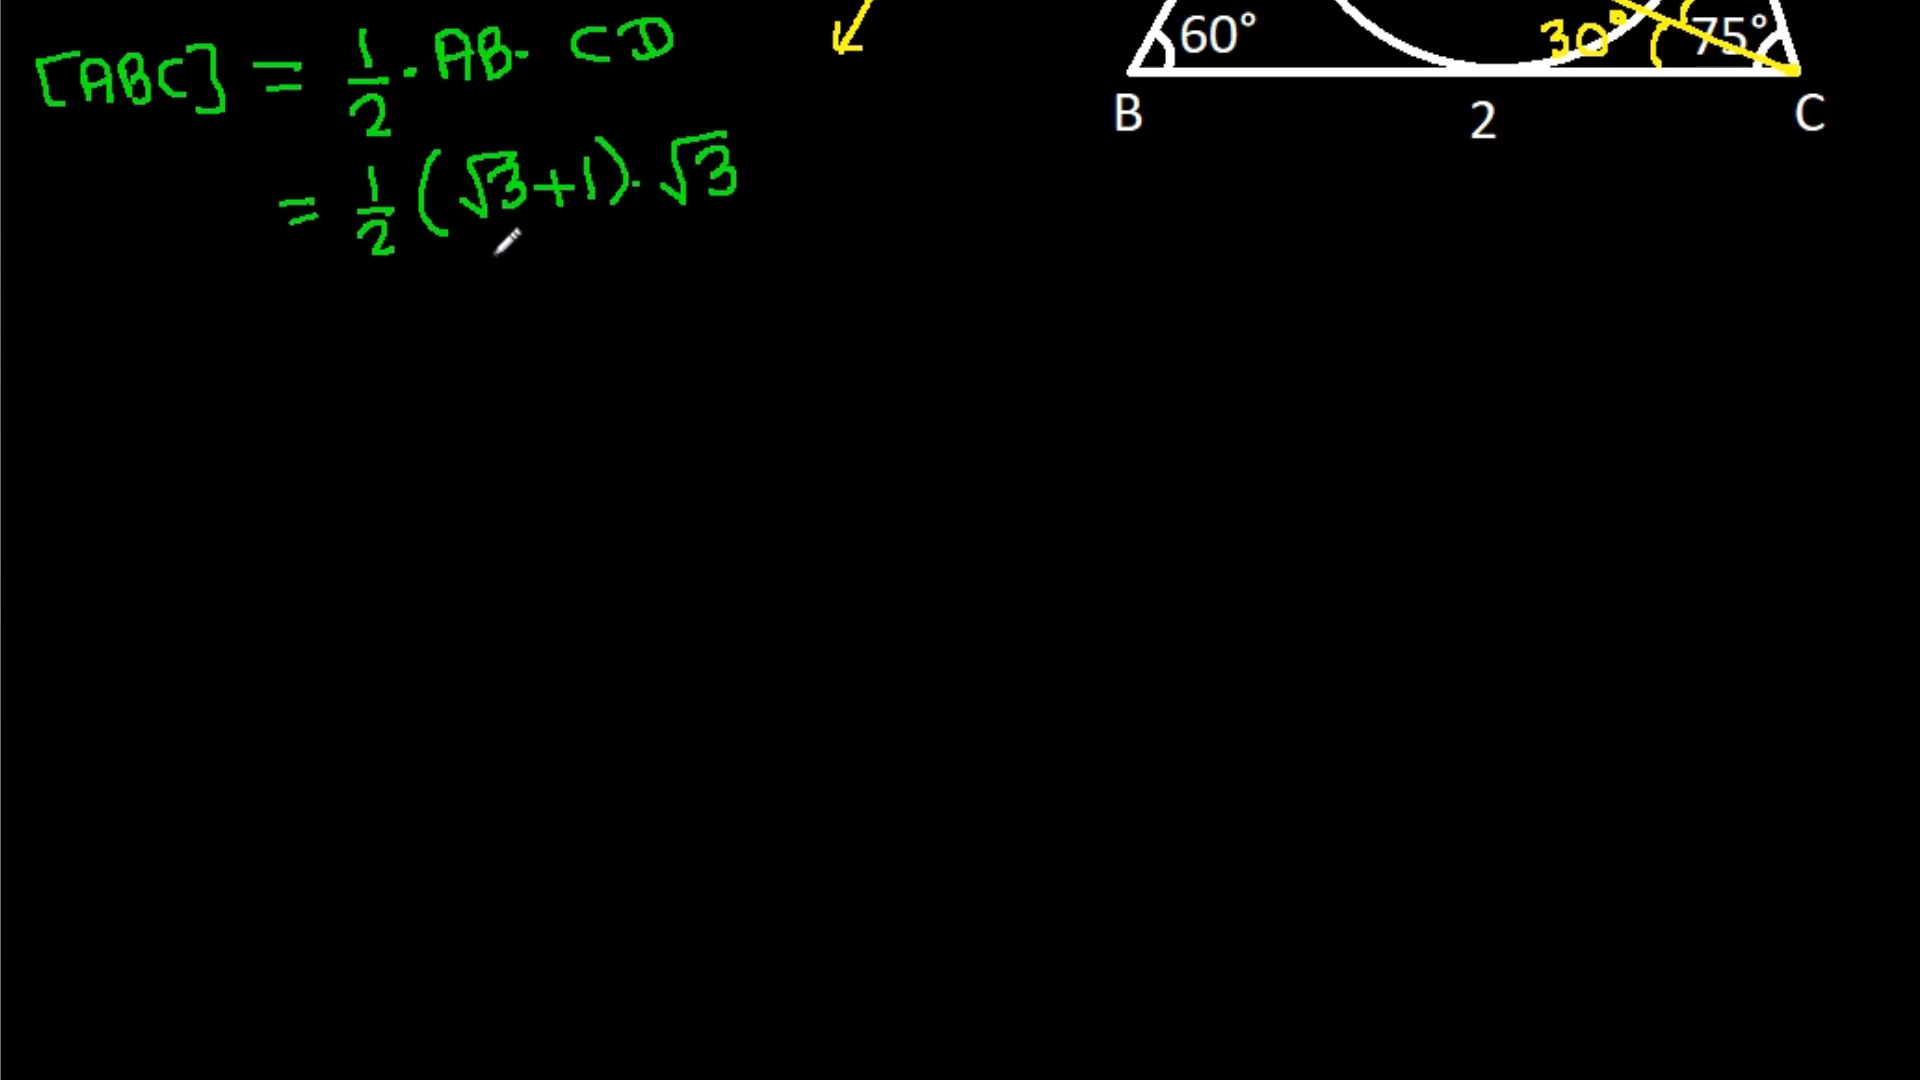 [ABC] = 1/2 · AB · CD
= 1/2 (√3+1) · √3
60°
30°
75°
B
2
C